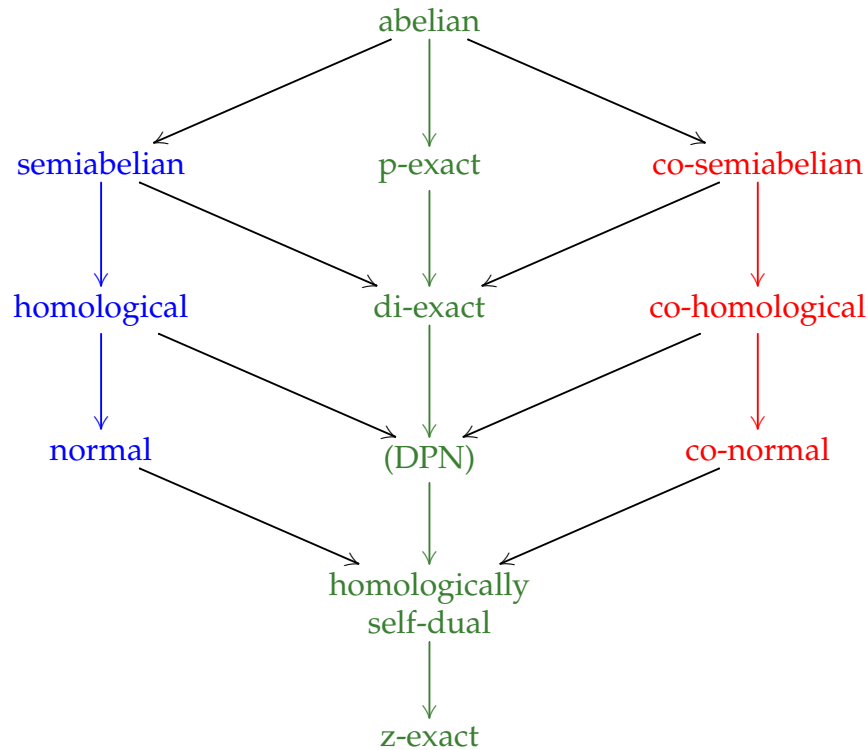 abelian
semiabelian
p-exact
co-semiabelian
homological
di-exact
co-homological
normal
(DPN)
co-normal
homologically
self-dual
z-exact